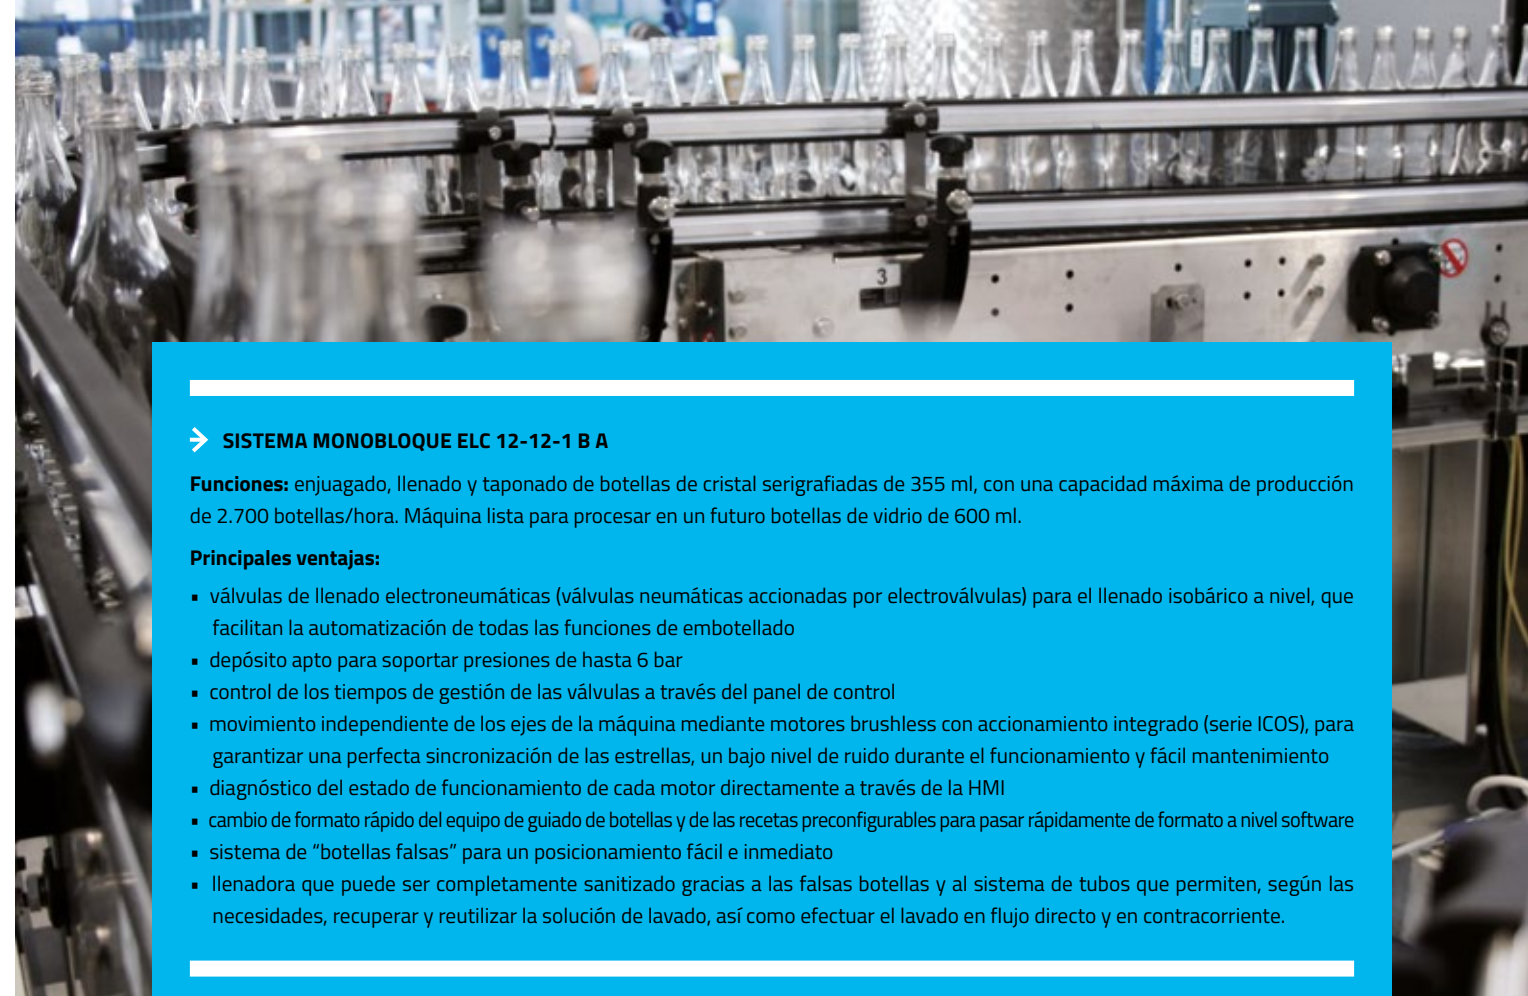 3
SISTEMA MONOBLOQUE ELC 12-12-1 B A
Funciones: enjuagado, llenado y taponado de botellas de cristal serigrafiadas de 355 ml, con una capacidad máxima de producción
de 2.700 botellas/hora. Máquina lista para procesar en un futuro botellas de vidrio de 600 ml.
Principales ventajas:
▪ válvulas de llenado electroneumáticas (válvulas neumáticas accionadas por electroválvulas) para el llenado isobárico a nivel, que
facilitan la automatización de todas las funciones de embotellado
▪ depósito apto para soportar presiones de hasta 6 bar
▪ control de los tiempos de gestión de las válvulas a través del panel de control
▪ movimiento independiente de los ejes de la máquina mediante motores brushless con accionamiento integrado (serie ICOS), para
garantizar una perfecta sincronización de las estrellas, un bajo nivel de ruido durante el funcionamiento y fácil mantenimiento
▪ diagnóstico del estado de funcionamiento de cada motor directamente a través de la HMI
▪ cambio de formato rápido del equipo de guiado de botellas y de las recetas preconfigurables para pasar rápidamente de formato a nivel software
▪ sistema de “botellas falsas” para un posicionamiento fácil e inmediato
▪ llenadora que puede ser completamente sanitizado gracias a las falsas botellas y al sistema de tubos que permiten, según las
necesidades, recuperar y reutilizar la solución de lavado, así como efectuar el lavado en flujo directo y en contracorriente.